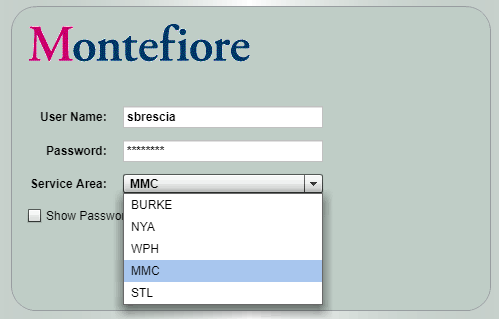 Montefiore
User Name: sbrescia
Password: ********
Service Area: MMC
Show Passwo
BURKE
NYA
WPH
MMC
STL